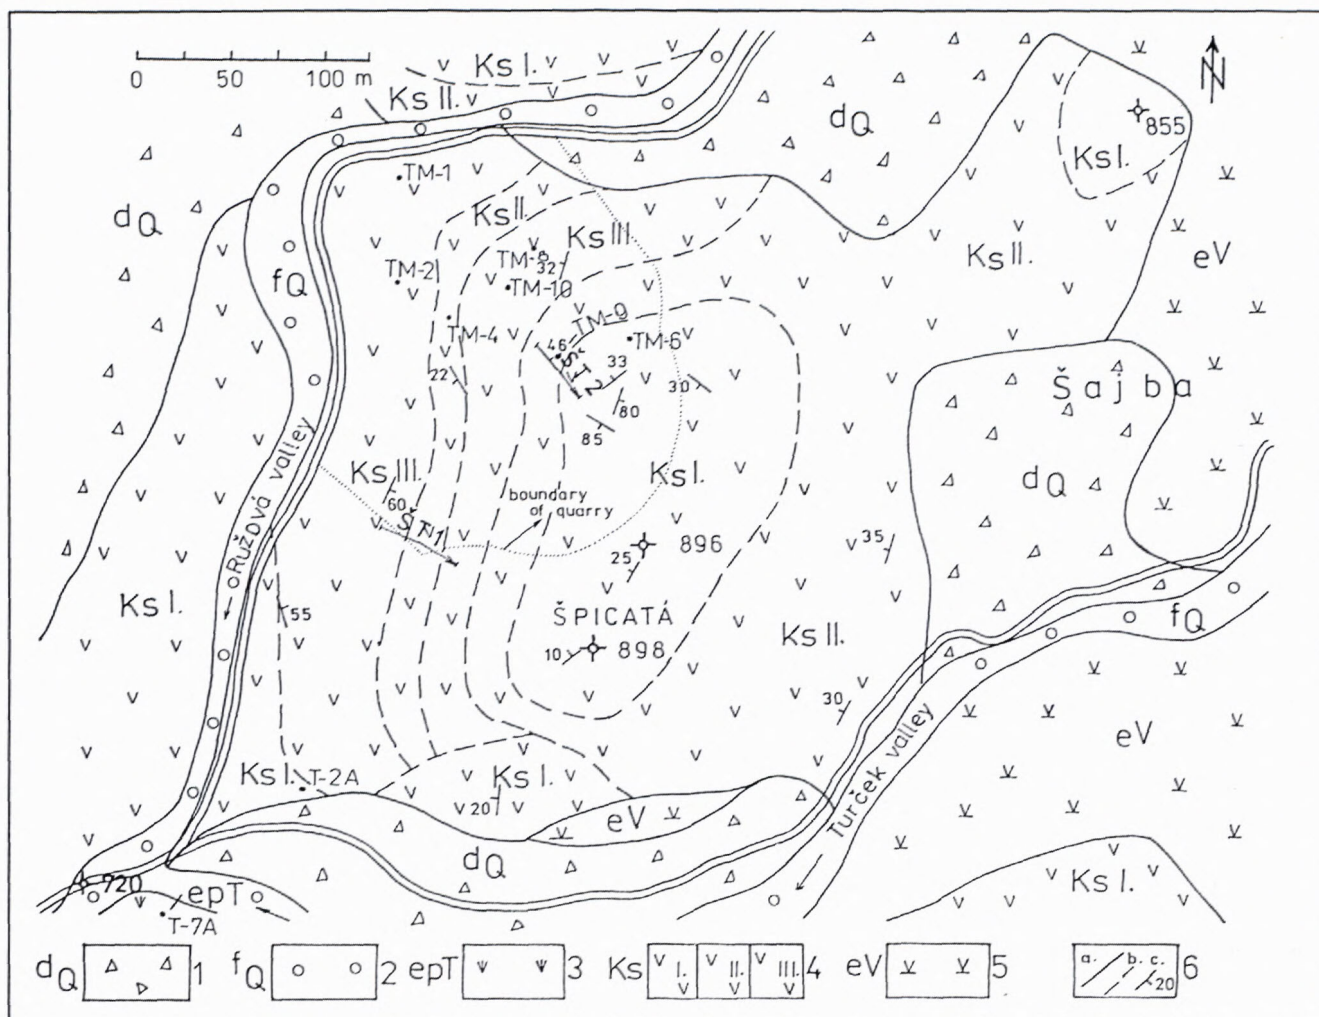 0 50 100 m
Ks I.
Ks II.
N
dQ
855
Ks I.
TM-1
dQ
Ks II.
Ks III
TM-8
32
fQ
TM-2
TM-10
Ks II.
eV
TM-9
TM-4
46
ŠT2
TM-6
33
30
22
80
85
Šajba
Ružová valley
Ks III.
60
ŠT-1
boundary
of quarry
Ks I.
dQ
896
25
35
Ks I.
55
ŠPICATÁ
10
898
Ks II.
fQ
30
Turček valley
eV
Ks I.
T-2A
Ks I.
20
eV
dQ
720
epT
T-7A
Ks I.
dQ 1
fQ 2
epT 3
Ks I. II. III. 4
eV 5
a. b. c. 20 6